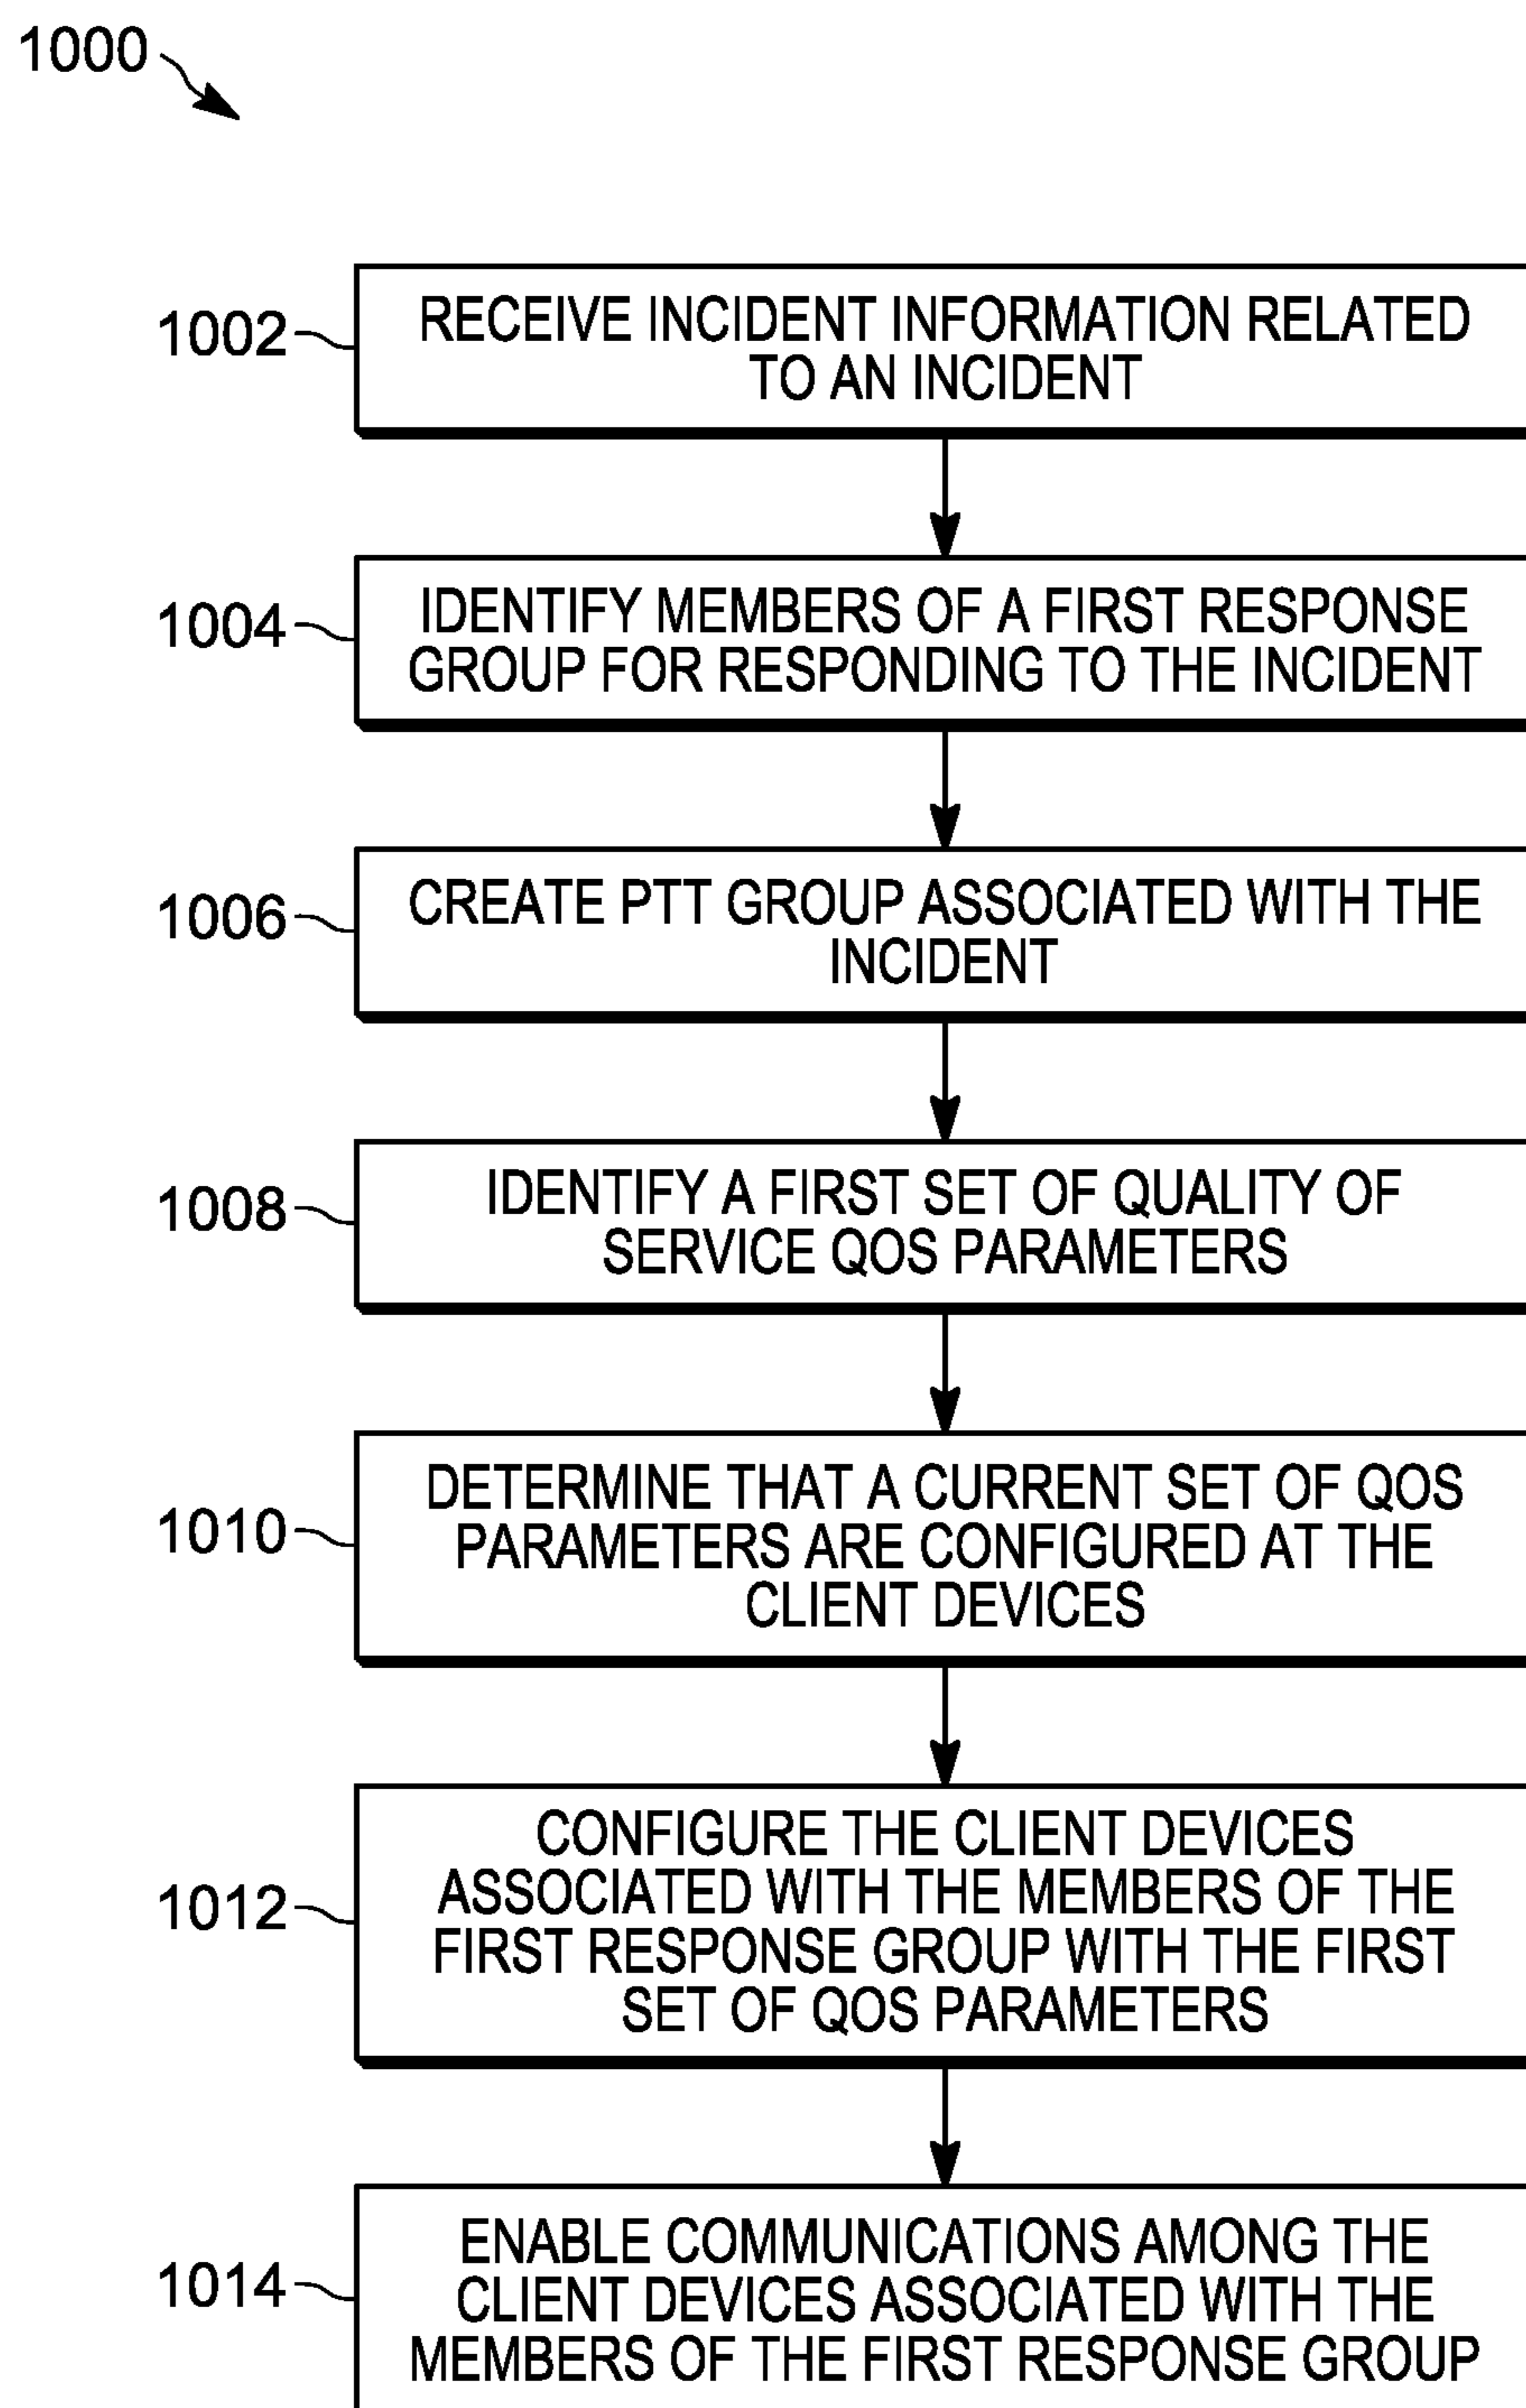 1000
1002
RECEIVE INCIDENT INFORMATION RELATED
TO AN INCIDENT
1004
IDENTIFY MEMBERS OF A FIRST RESPONSE
GROUP FOR RESPONDING TO THE INCIDENT
1006
CREATE PTT GROUP ASSOCIATED WITH THE
INCIDENT
1008
IDENTIFY A FIRST SET OF QUALITY OF
SERVICE QOS PARAMETERS
1010
DETERMINE THAT A CURRENT SET OF QOS
PARAMETERS ARE CONFIGURED AT THE
CLIENT DEVICES
1012
CONFIGURE THE CLIENT DEVICES
ASSOCIATED WITH THE MEMBERS OF THE
FIRST RESPONSE GROUP WITH THE FIRST
SET OF QOS PARAMETERS
1014
ENABLE COMMUNICATIONS AMONG THE
CLIENT DEVICES ASSOCIATED WITH THE
MEMBERS OF THE FIRST RESPONSE GROUP